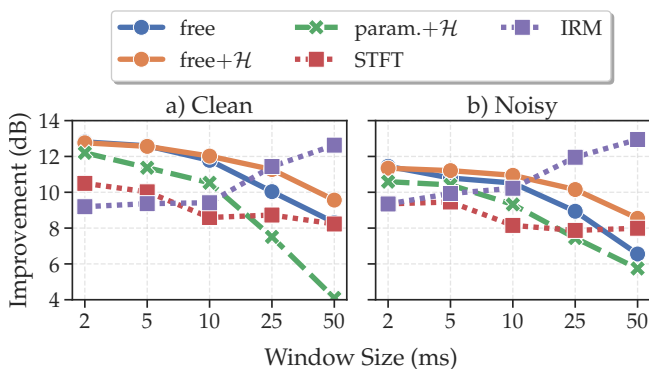 free
param.+ℋ
IRM
free+ℋ
STFT
a) Clean
b) Noisy
Improvement (dB)
14
12
10
8
6
4
2 5 10 25 50
2 5 10 25 50
Window Size (ms)